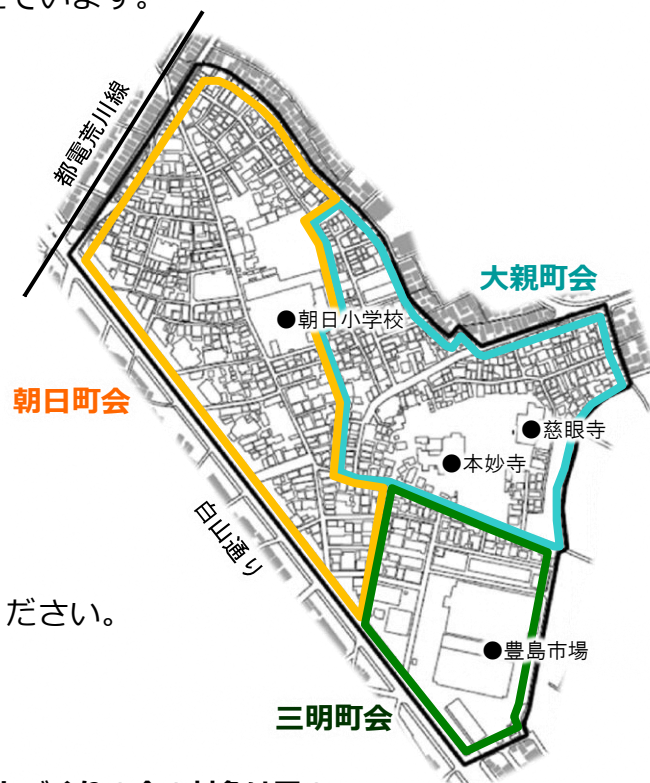 ています。
都電荒川線
大親町会
●朝日小学校
朝日町会
●慈眼寺
●本妙寺
白山通り
ださい。
●豊島市場
三明町会